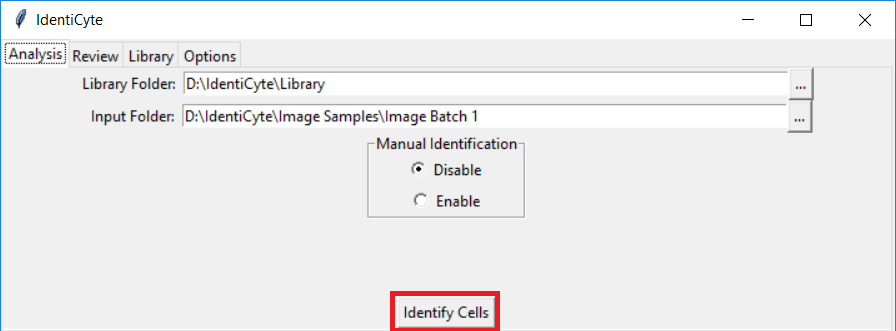 IdentiCyte
Analysis Review Library Options
Library Folder: D:\IdentiCyte\Library ...
Input Folder: D:\IdentiCyte\Image Samples\Image Batch 1 ...
Manual Identification
Disable
Enable
Identify Cells